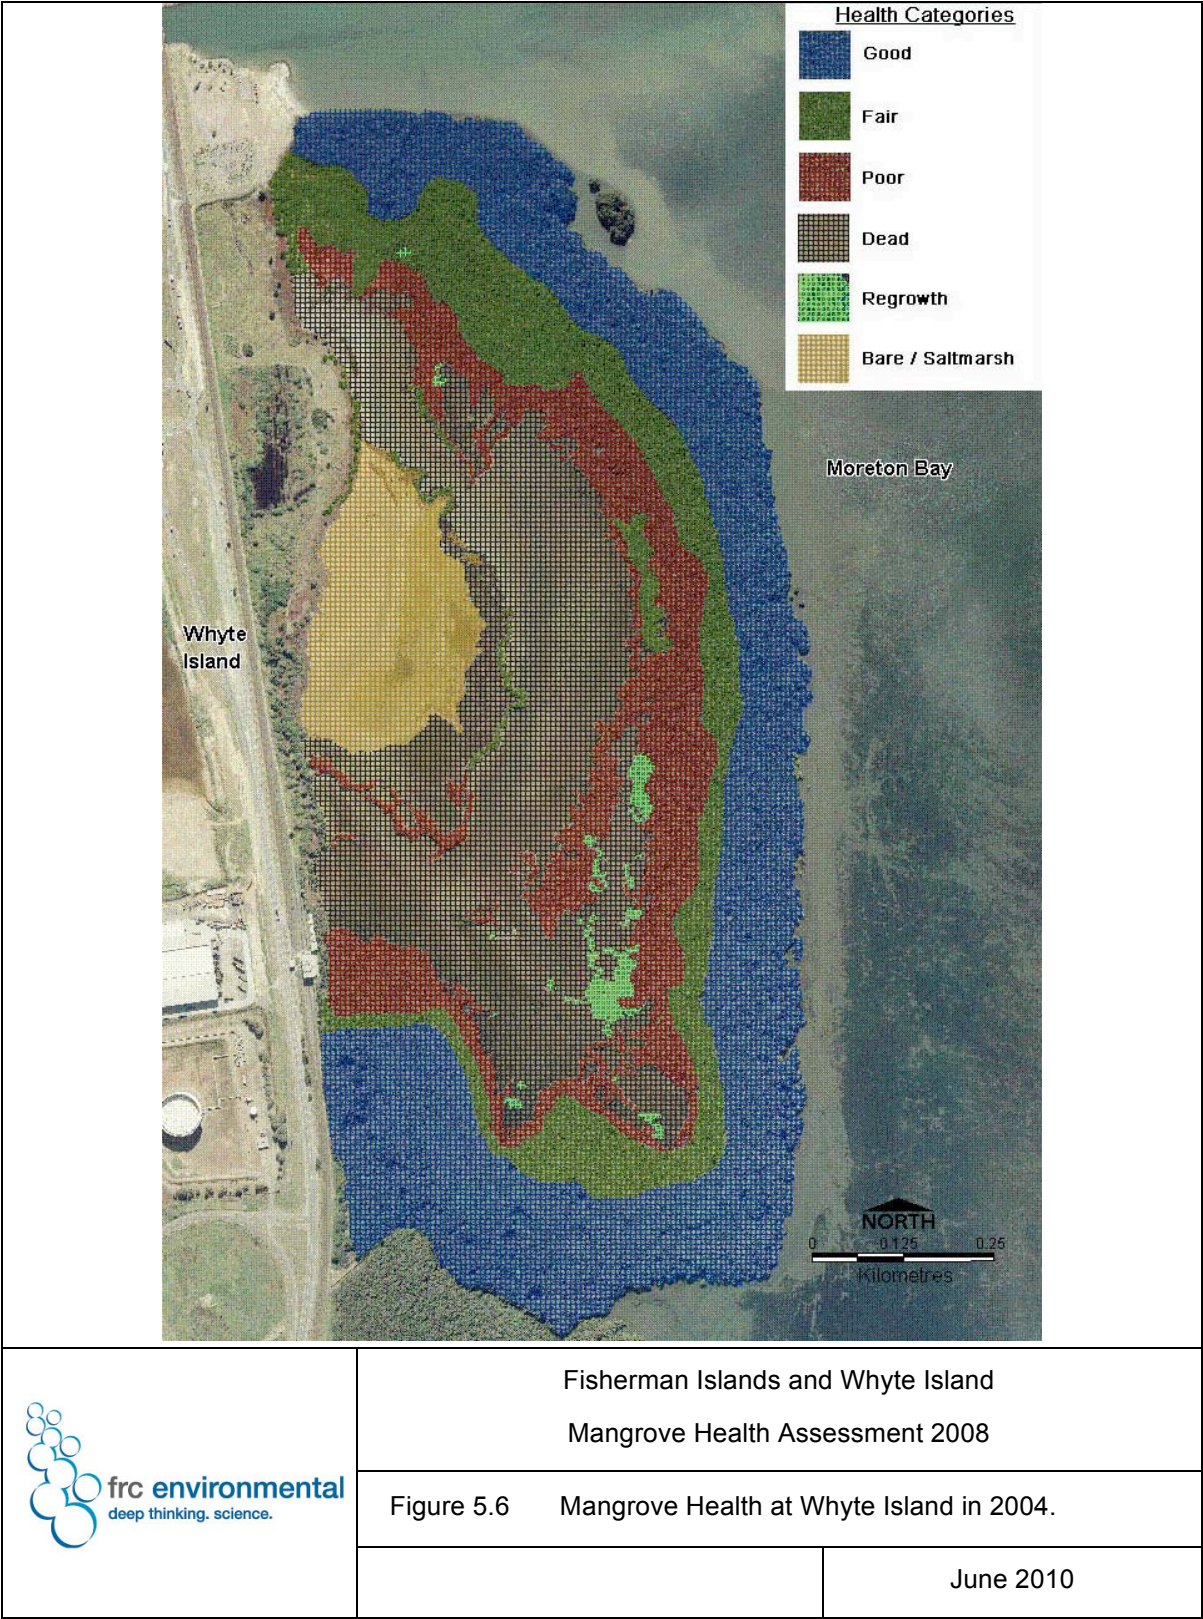 Health Categories
Good
Fair
Poor
Dead
Regrowth
Bare / Saltmarsh
Moreton Bay
Whyte
Island
NORTH
0 0.125 0.25
Kilometres
frc environmental
deep thinking. science.
Fisherman Islands and Whyte Island
Mangrove Health Assessment 2008
Figure 5.6 Mangrove Health at Whyte Island in 2004.
June 2010